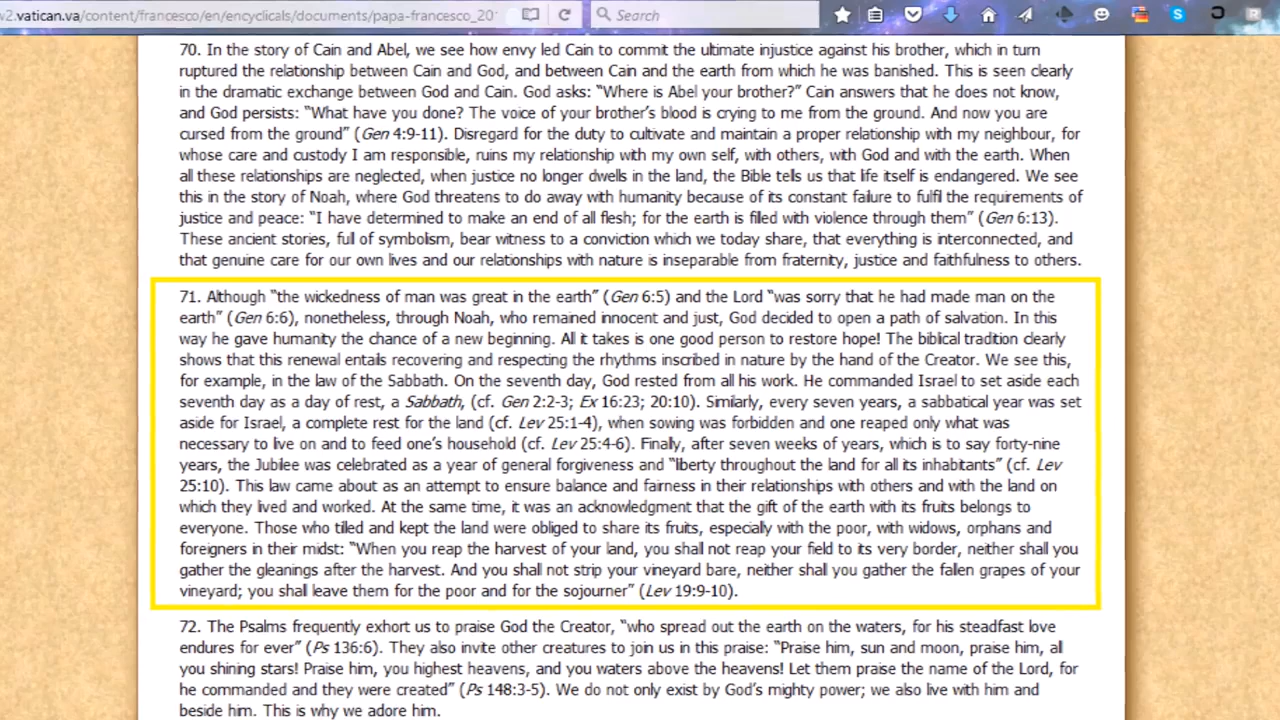 v2.vatican.va/content/francesco/en/encyclicals/documents/papa-francesco_20
Search
70. In the story of Cain and Abel, we see how envy led Cain to commit the ultimate injustice against his brother, which in turn
ruptured the relationship between Cain and God, and between Cain and the earth from which he was banished. This is seen clearly
in the dramatic exchange between God and Cain. God asks: “Where is Abel your brother?” Cain answers that he does not know,
and God persists: “What have you done? The voice of your brother’s blood is crying to me from the ground. And now you are
cursed from the ground” (Gen 4:9-11). Disregard for the duty to cultivate and maintain a proper relationship with my neighbour, for
whose care and custody I am responsible, ruins my relationship with my own self, with others, with God and with the earth. When
all these relationships are neglected, when justice no longer dwells in the land, the Bible tells us that life itself is endangered. We see
this in the story of Noah, where God threatens to do away with humanity because of its constant failure to fulfil the requirements of
justice and peace: “I have determined to make an end of all flesh; for the earth is filled with violence through them” (Gen 6:13).
These ancient stories, full of symbolism, bear witness to a conviction which we today share, that everything is interconnected, and
that genuine care for our own lives and our relationships with nature is inseparable from fraternity, justice and faithfulness to others.
71. Although “the wickedness of man was great in the earth” (Gen 6:5) and the Lord “was sorry that he had made man on the
earth” (Gen 6:6), nonetheless, through Noah, who remained innocent and just, God decided to open a path of salvation. In this
way he gave humanity the chance of a new beginning. All it takes is one good person to restore hope! The biblical tradition clearly
shows that this renewal entails recovering and respecting the rhythms inscribed in nature by the hand of the Creator. We see this,
for example, in the law of the Sabbath. On the seventh day, God rested from all his work. He commanded Israel to set aside each
seventh day as a day of rest, a Sabbath, (cf. Gen 2:2-3; Ex 16:23; 20:10). Similarly, every seven years, a sabbatical year was set
aside for Israel, a complete rest for the land (cf. Lev 25:1-4), when sowing was forbidden and one reaped only what was
necessary to live on and to feed one’s household (cf. Lev 25:4-6). Finally, after seven weeks of years, which is to say forty-nine
years, the Jubilee was celebrated as a year of general forgiveness and “liberty throughout the land for all its inhabitants” (cf. Lev
25:10). This law came about as an attempt to ensure balance and fairness in their relationships with others and with the land on
which they lived and worked. At the same time, it was an acknowledgment that the gift of the earth with its fruits belongs to
everyone. Those who tilled and kept the land were obliged to share its fruits, especially with the poor, with widows, orphans and
foreigners in their midst: “When you reap the harvest of your land, you shall not reap your field to its very border, neither shall you
gather the gleanings after the harvest. And you shall not strip your vineyard bare, neither shall you gather the fallen grapes of your
vineyard; you shall leave them for the poor and for the sojourner” (Lev 19:9-10).
72. The Psalms frequently exhort us to praise God the Creator, “who spread out the earth on the waters, for his steadfast love
endures for ever” (Ps 136:6). They also invite other creatures to join us in this praise: “Praise him, sun and moon, praise him, all
you shining stars! Praise him, you highest heavens, and you waters above the heavens! Let them praise the name of the Lord, for
he commanded and they were created” (Ps 148:3-5). We do not only exist by God’s mighty power; we also live with him and
beside him. This is why we adore him.